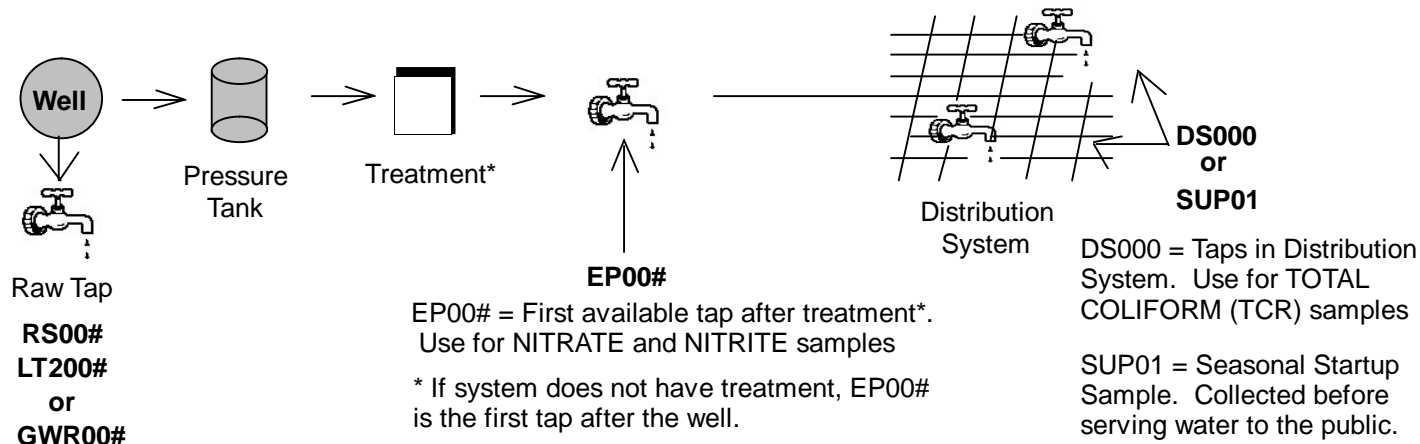 Well
Raw Tap
RS00#
LT200#
or
GWR00#
Pressure
Tank
Treatment*
EP00#
EP00# = First available tap after treatment*.
Use for NITRATE and NITRITE samples
* If system does not have treatment, EP00#
is the first tap after the well.
Distribution
System
DS000
or
SUP01
DS000 = Taps in Distribution
System. Use for TOTAL
COLIFORM (TCR) samples
SUP01 = Seasonal Startup
Sample. Collected before
serving water to the public.